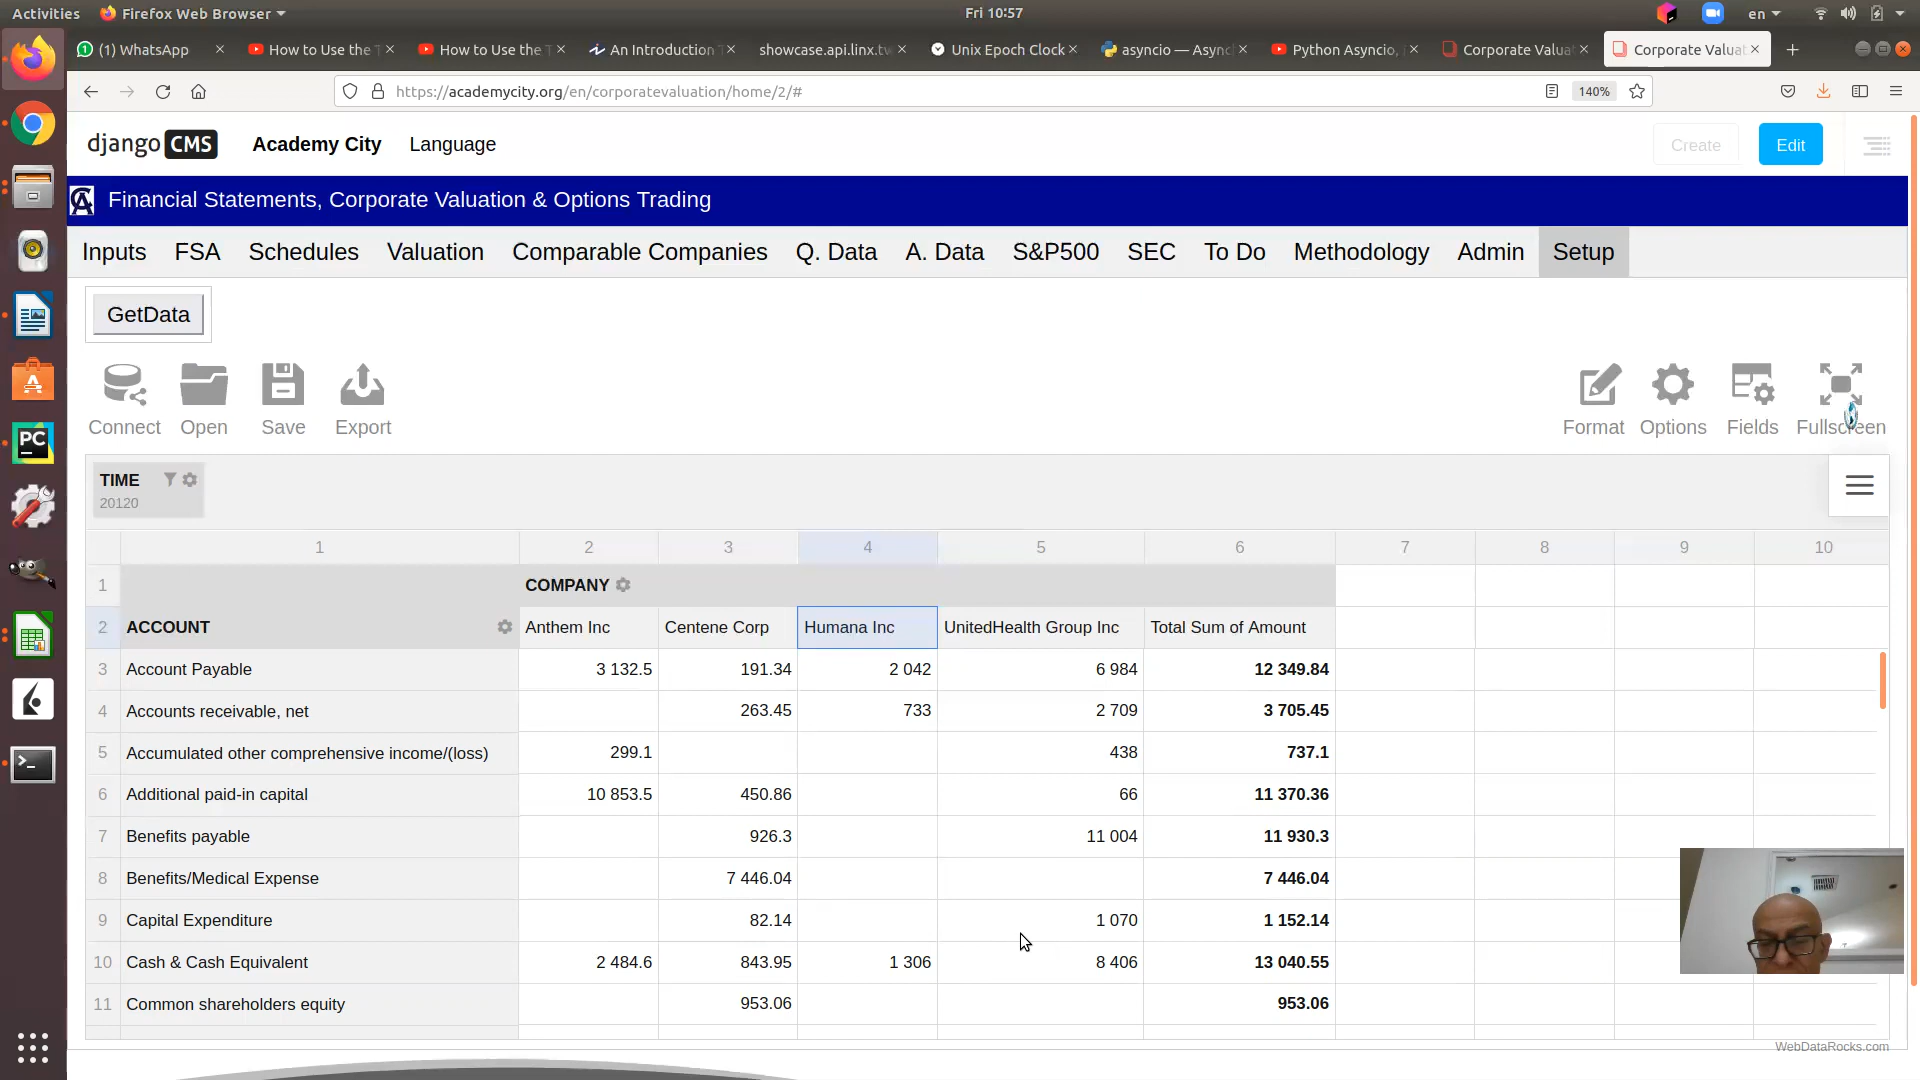 Activities Firefox Web Browser Fri 10:57 en
(1) WhatsApp How to Use the T How to Use the T An Introduction T showcase.api.linx.tw Unix Epoch Clock asyncio — Async Python Asyncio, Corporate Valuat Corporate Valuat
https://academycity.org/en/corporatevaluation/home/2/# 140%
django CMS Academy City Language Create Edit
Financial Statements, Corporate Valuation & Options Trading
Inputs FSA Schedules Valuation Comparable Companies Q. Data A. Data S&P500 SEC To Do Methodology Admin Setup
GetData
Connect Open Save Export Format Options Fields Fullscreen
TIME
20120
1 2 3 4 5 6 7 8 9 10
1 COMPANY
2 ACCOUNT Anthem Inc Centene Corp Humana Inc UnitedHealth Group Inc Total Sum of Amount
3 Account Payable 3 132.5 191.34 2 042 6 984 12 349.84
4 Accounts receivable, net 263.45 733 2 709 3 705.45
5 Accumulated other comprehensive income/(loss) 299.1 438 737.1
6 Additional paid-in capital 10 853.5 450.86 66 11 370.36
7 Benefits payable 926.3 11 004 11 930.3
8 Benefits/Medical Expense 7 446.04 7 446.04
9 Capital Expenditure 82.14 1 070 1 152.14
10 Cash & Cash Equivalent 2 484.6 843.95 1 306 8 406 13 040.55
11 Common shareholders equity 953.06 953.06
WebDataRocks.com